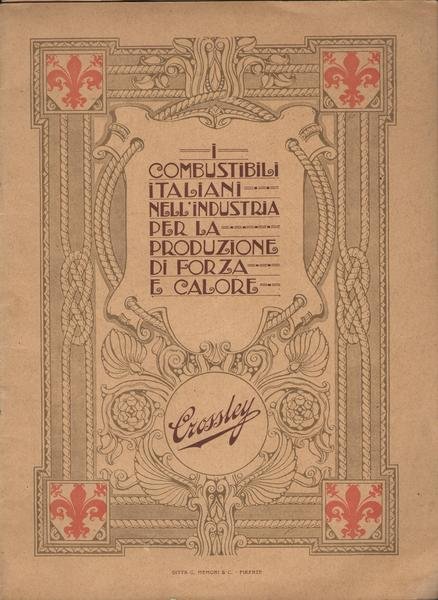 I
COMBUSTIBILI
ITALIANI
NELL'INDUSTRIA
PER LA
PRODUZIONE
DI FORZA
E CALORE
Crossley
DITTA C. MEMORI & C. - FIRENZE